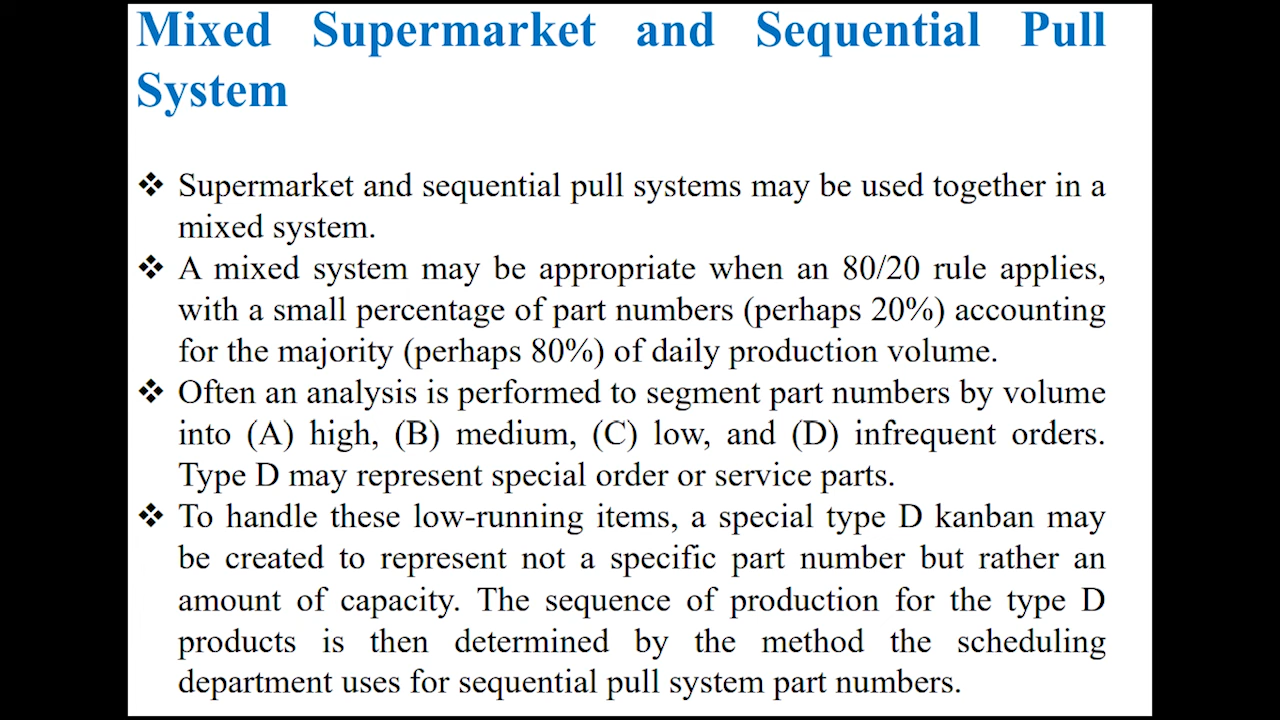 Mixed Supermarket and Sequential Pull
System
❖ Supermarket and sequential pull systems may be used together in a
mixed system.
❖ A mixed system may be appropriate when an 80/20 rule applies,
with a small percentage of part numbers (perhaps 20%) accounting
for the majority (perhaps 80%) of daily production volume.
❖ Often an analysis is performed to segment part numbers by volume
into (A) high, (B) medium, (C) low, and (D) infrequent orders.
Type D may represent special order or service parts.
❖ To handle these low-running items, a special type D kanban may
be created to represent not a specific part number but rather an
amount of capacity. The sequence of production for the type D
products is then determined by the method the scheduling
department uses for sequential pull system part numbers.